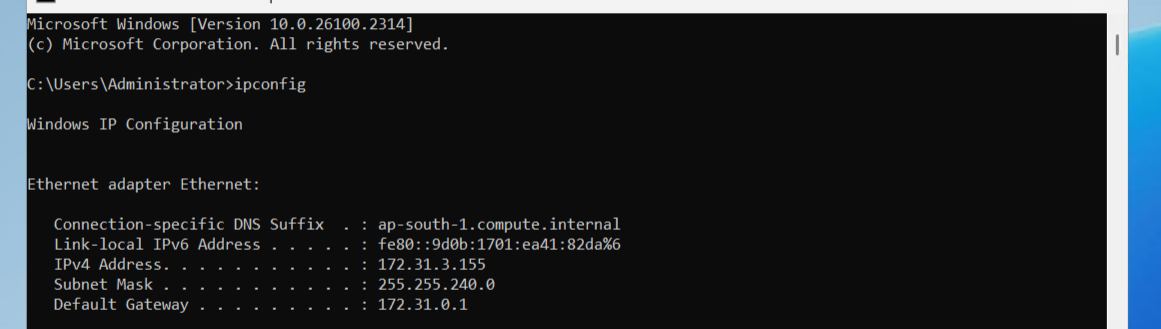 Microsoft Windows [Version 10.0.26100.2314]
(c) Microsoft Corporation. All rights reserved.
C:\Users\Administrator>ipconfig
Windows IP Configuration
Ethernet adapter Ethernet:
Connection-specific DNS Suffix  . : ap-south-1.compute.internal
Link-local IPv6 Address . . . . . : fe80::9d0b:1701:ea41:82da%6
IPv4 Address. . . . . . . . . . . : 172.31.3.155
Subnet Mask . . . . . . . . . . . : 255.255.240.0
Default Gateway . . . . . . . . . : 172.31.0.1